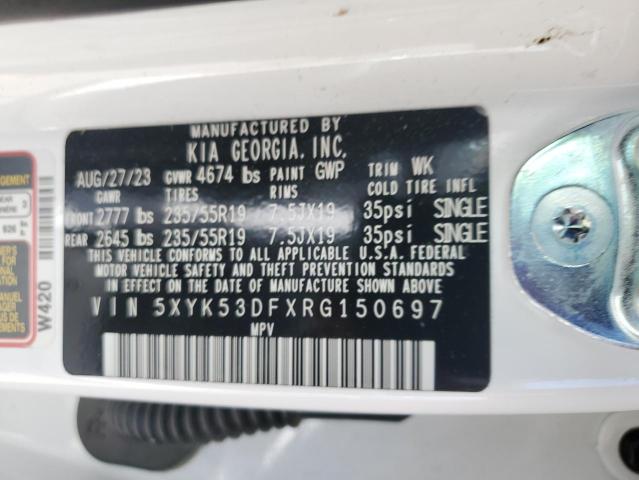 MANUFACTURED BY
KIA GEORGIA, INC.
AUG/27/23 GVWR 4674 lbs PAINT GWP TRIM WK
GAWR TIRES RIMS COLD TIRE INFL
FRONT 2777 lbs 235/55R19 7.5JX19 35psi SINGLE
REAR 2645 lbs 235/55R19 7.5JX19 35psi SINGLE
THIS VEHICLE CONFORMS TO ALL APPLICABLE U.S.A. FEDERAL
MOTOR VEHICLE SAFETY AND THEFT PREVENTION STANDARDS
IN EFFECT ON THE DATE OF MANUFACTURE SHOWN ABOVE
VIN 5XYK53DFXRG150697
MPV
W420